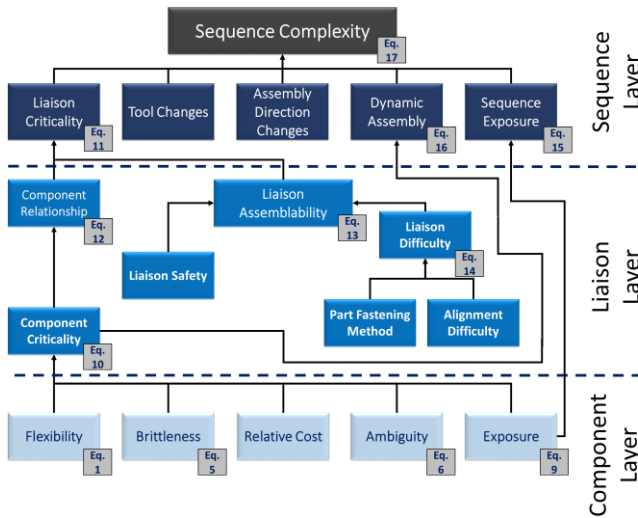 Sequence Complexity
Eq.
17
Liaison
Criticality
Eq.
11
Tool Changes
Assembly
Direction
Changes
Dynamic
Assembly
Eq.
16
Sequence
Exposure
Eq.
15
Sequence
Layer
Component
Relationship
Eq.
12
Liaison
Assemblability
Eq.
13
Liaison
Difficulty
Eq.
14
Liaison Safety
Part Fastening
Method
Alignment
Difficulty
Component
Criticality
Eq.
10
Liaison
Layer
Flexibility
Eq.
1
Brittleness
Eq.
5
Relative Cost
Ambiguity
Eq.
6
Exposure
Eq.
9
Component
Layer